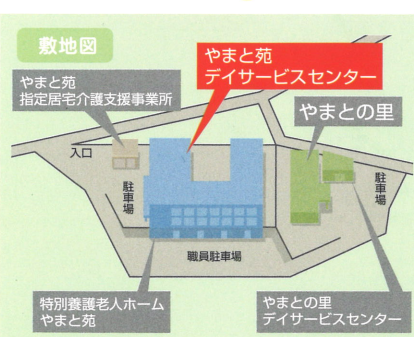 敷地図
やまと苑
デイサービスセンター
やまと苑
指定居宅介護支援事業所
やまとの里
入口
駐車場
駐車場
職員駐車場
特別養護老人ホーム
やまと苑
やまとの里
デイサービスセンター